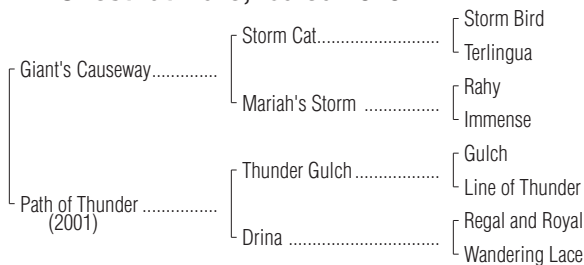 Storm Bird
Storm Cat
Terlingua
Giant's Causeway
Rahy
Mariah's Storm
Immense
Gulch
Thunder Gulch
Line of Thunder
Path of Thunder
(2001)
Regal and Royal
Drina
Wandering Lace